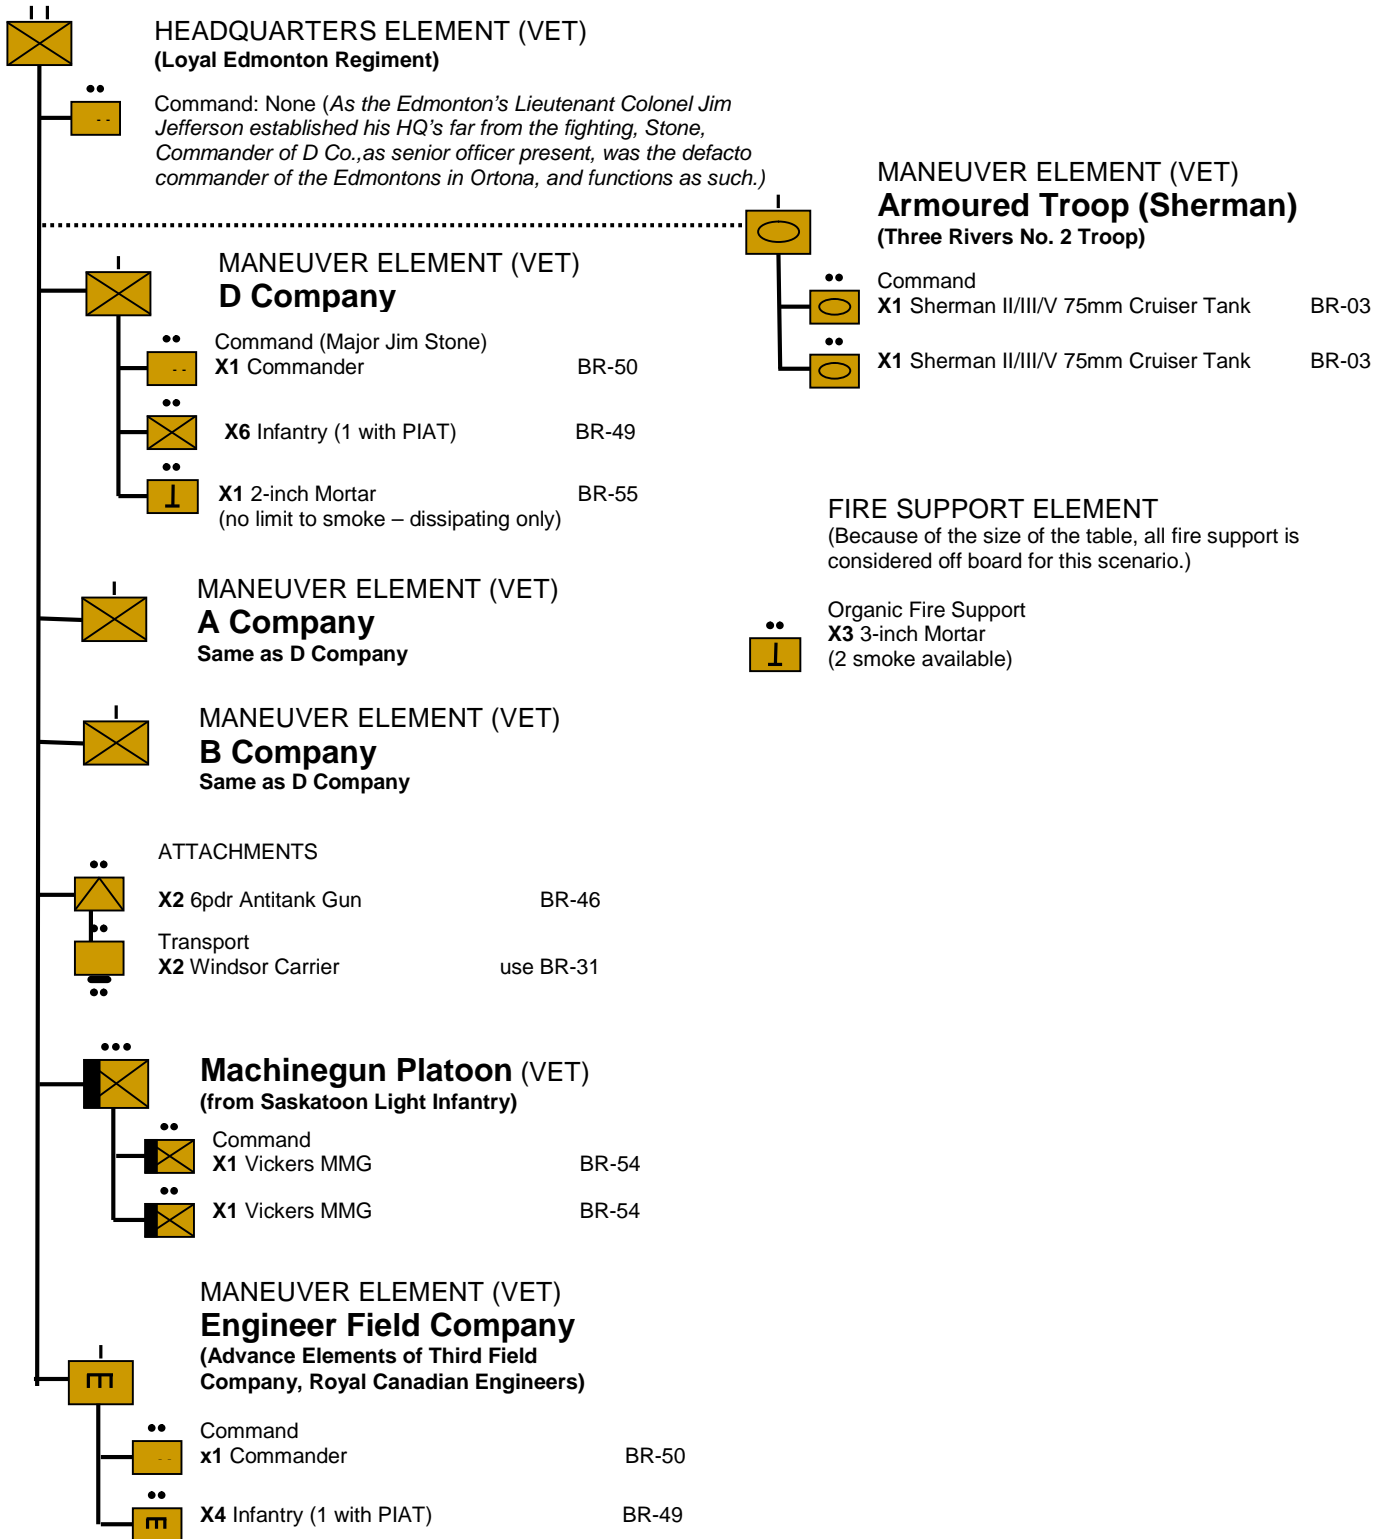 HEADQUARTERS ELEMENT (VET)
(Loyal Edmonton Regiment)
Command: None (As the Edmonton's Lieutenant Colonel Jim
Jefferson established his HQ's far from the fighting, Stone,
Commander of D Co.,as senior officer present, was the defacto
commander of the Edmontons in Ortona, and functions as such.)
MANEUVER ELEMENT (VET)
D Company
Command (Major Jim Stone)
X1 Commander BR-50
X6 Infantry (1 with PIAT) BR-49
X1 2-inch Mortar BR-55
(no limit to smoke – dissipating only)
MANEUVER ELEMENT (VET)
A Company
Same as D Company
MANEUVER ELEMENT (VET)
B Company
Same as D Company
ATTACHMENTS
X2 6pdr Antitank Gun BR-46
Transport
X2 Windsor Carrier use BR-31
Machinegun Platoon (VET)
(from Saskatoon Light Infantry)
Command
X1 Vickers MMG BR-54
X1 Vickers MMG BR-54
MANEUVER ELEMENT (VET)
Engineer Field Company
(Advance Elements of Third Field
Company, Royal Canadian Engineers)
Command
x1 Commander BR-50
X4 Infantry (1 with PIAT) BR-49
MANEUVER ELEMENT (VET)
Armoured Troop (Sherman)
(Three Rivers No. 2 Troop)
Command
X1 Sherman II/III/V 75mm Cruiser Tank BR-03
X1 Sherman II/III/V 75mm Cruiser Tank BR-03
FIRE SUPPORT ELEMENT
(Because of the size of the table, all fire support is
considered off board for this scenario.)
Organic Fire Support
X3 3-inch Mortar
(2 smoke available)